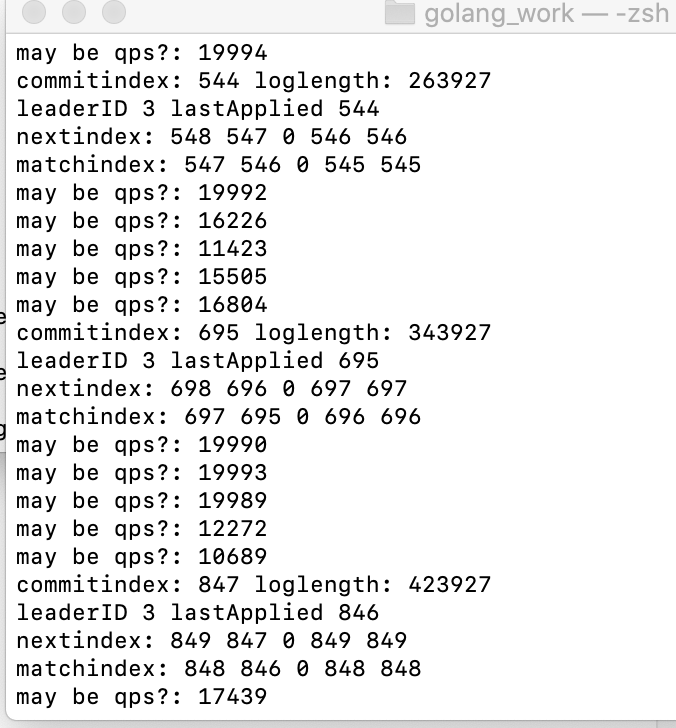 golang_work — -zsh
may be qps?: 19994
commitindex: 544 loglength: 263927
leaderID 3 lastApplied 544
nextindex: 548 547 0 546 546
matchindex: 547 546 0 545 545
may be qps?: 19992
may be qps?: 16226
may be qps?: 11423
may be qps?: 15505
may be qps?: 16804
commitindex: 695 loglength: 343927
leaderID 3 lastApplied 695
nextindex: 698 696 0 697 697
matchindex: 697 695 0 696 696
may be qps?: 19990
may be qps?: 19993
may be qps?: 19989
may be qps?: 12272
may be qps?: 10689
commitindex: 847 loglength: 423927
leaderID 3 lastApplied 846
nextindex: 849 847 0 849 849
matchindex: 848 846 0 848 848
may be qps?: 17439